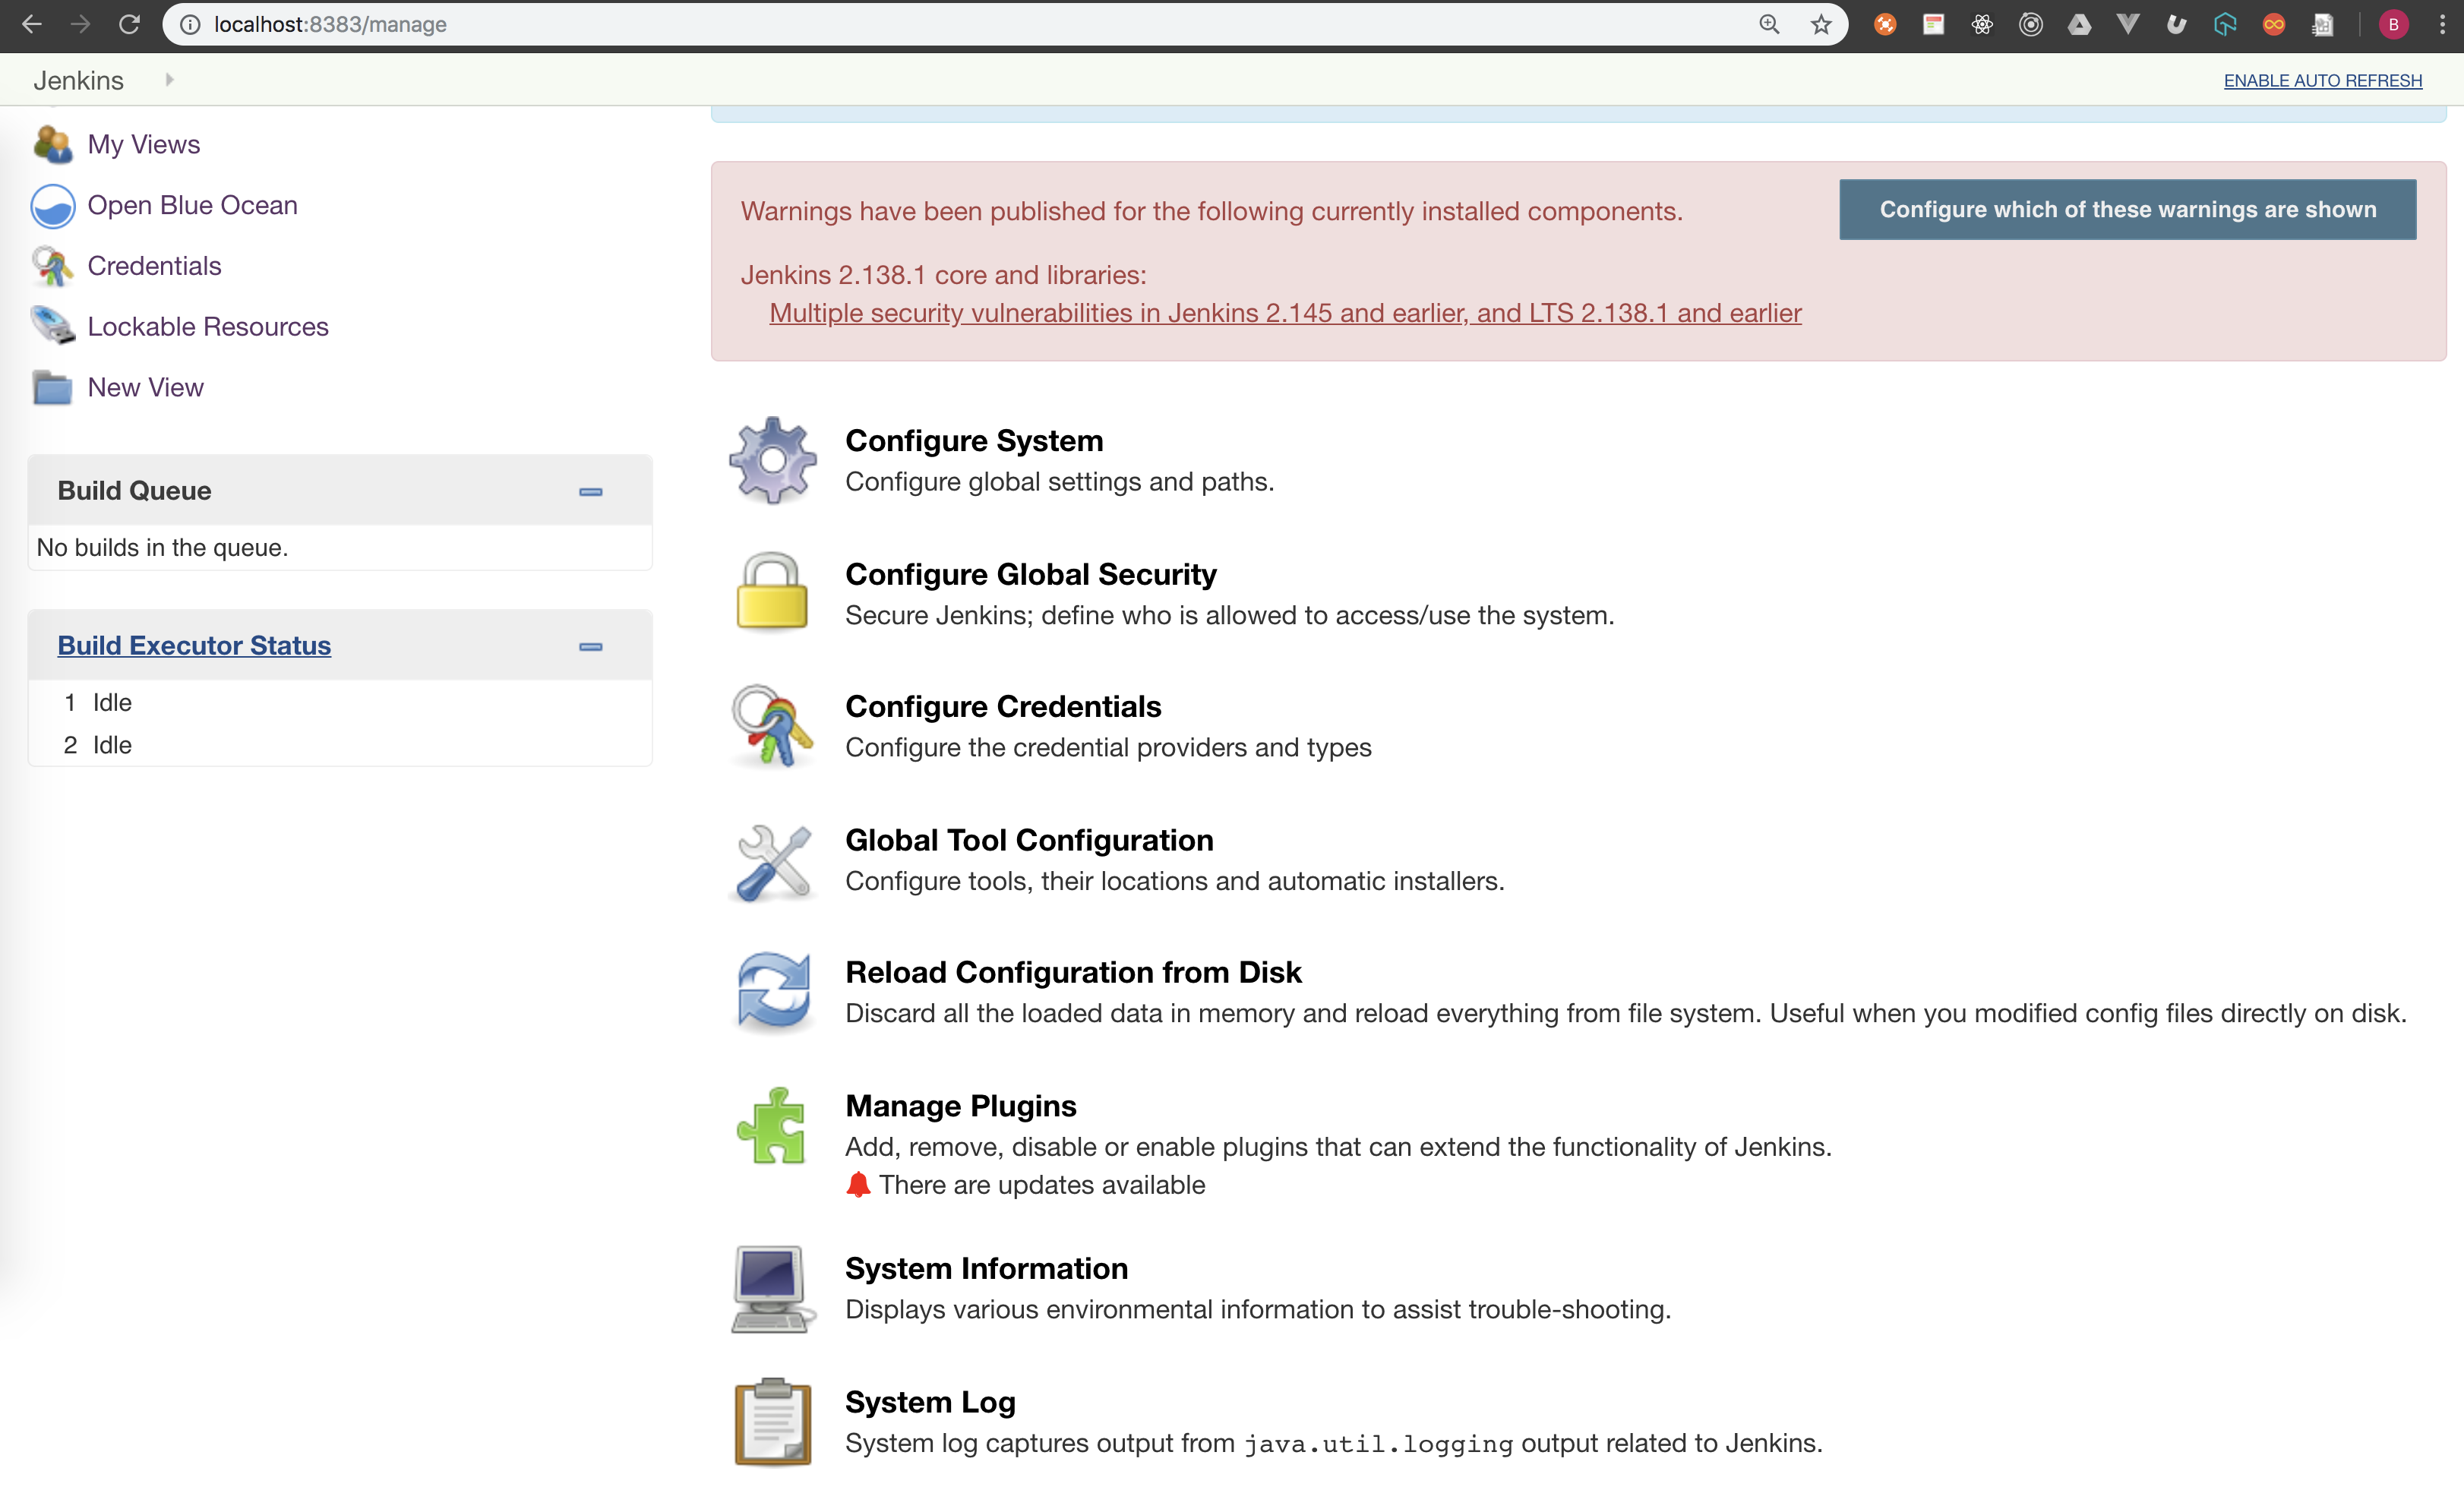 localhost:8383/manage
B
Jenkins
ENABLE AUTO REFRESH
My Views
Open Blue Ocean
Credentials
Lockable Resources
New View
Build Queue
No builds in the queue.
Build Executor Status
1 Idle
2 Idle
Warnings have been published for the following currently installed components.
Configure which of these warnings are shown
Jenkins 2.138.1 core and libraries:
Multiple security vulnerabilities in Jenkins 2.145 and earlier, and LTS 2.138.1 and earlier
Configure System
Configure global settings and paths.
Configure Global Security
Secure Jenkins; define who is allowed to access/use the system.
Configure Credentials
Configure the credential providers and types
Global Tool Configuration
Configure tools, their locations and automatic installers.
Reload Configuration from Disk
Discard all the loaded data in memory and reload everything from file system. Useful when you modified config files directly on disk.
Manage Plugins
Add, remove, disable or enable plugins that can extend the functionality of Jenkins.
There are updates available
System Information
Displays various environmental information to assist trouble-shooting.
System Log
System log captures output from java.util.logging output related to Jenkins.